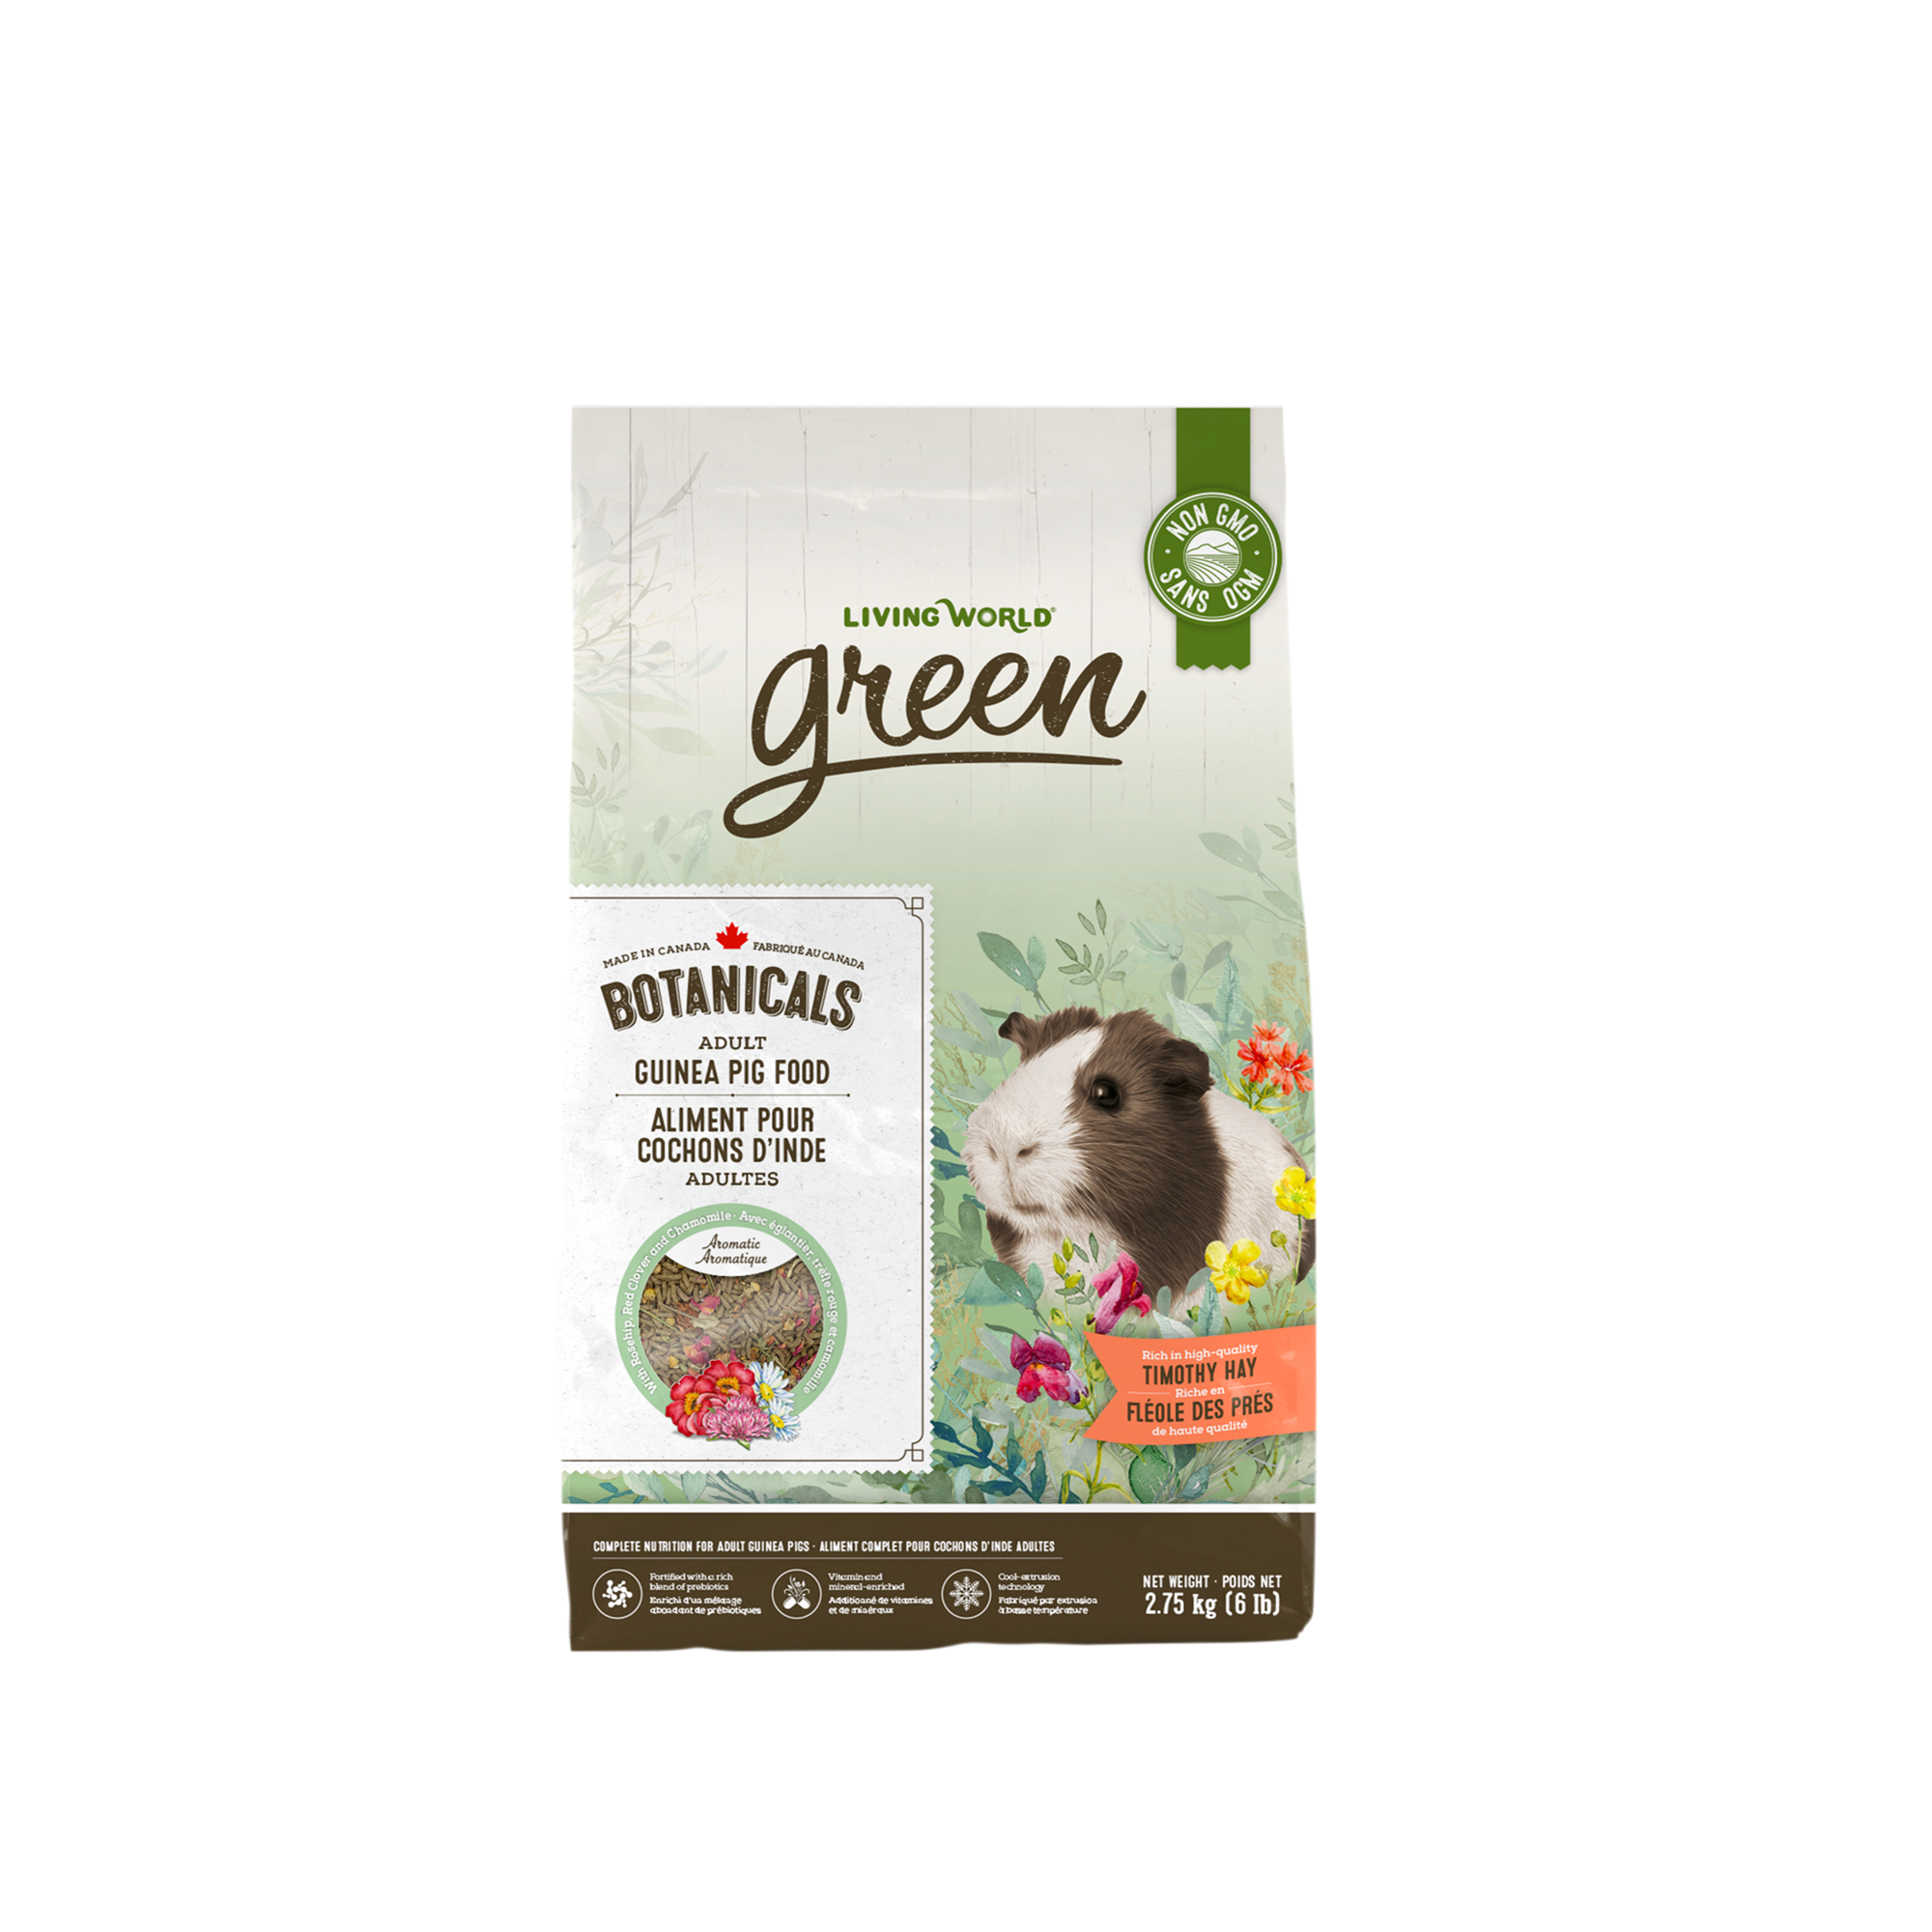 NON GMO
SANS OGM
LIVING WORLD®
green
MADE IN CANADA FABRIQUÉ AU CANADA
BOTANICALS
ADULT
GUINEA PIG FOOD
ALIMENT POUR
COCHONS D'INDE
ADULTES
With Rosehip, Red Clover and Chamomile · Avec églantier, trèfle rouge et camomille
Aromatic
Aromatique
Rich in high-quality
TIMOTHY HAY
Riche en
FLÉOLE DES PRÉS
de haute qualité
COMPLETE NUTRITION FOR ADULT GUINEA PIGS · ALIMENT COMPLET POUR COCHONS D'INDE ADULTES
Fortified with a rich
blend of prebiotics
Enrichi d'un mélange
abondant de prébiotiques
Vitamin and
mineral-enriched
Additionné de vitamines
et de minéraux
Cool-extrusion
technology
Fabriqué par extrusion
à basse température
NET WEIGHT · POIDS NET
2.75 kg (6 lb)